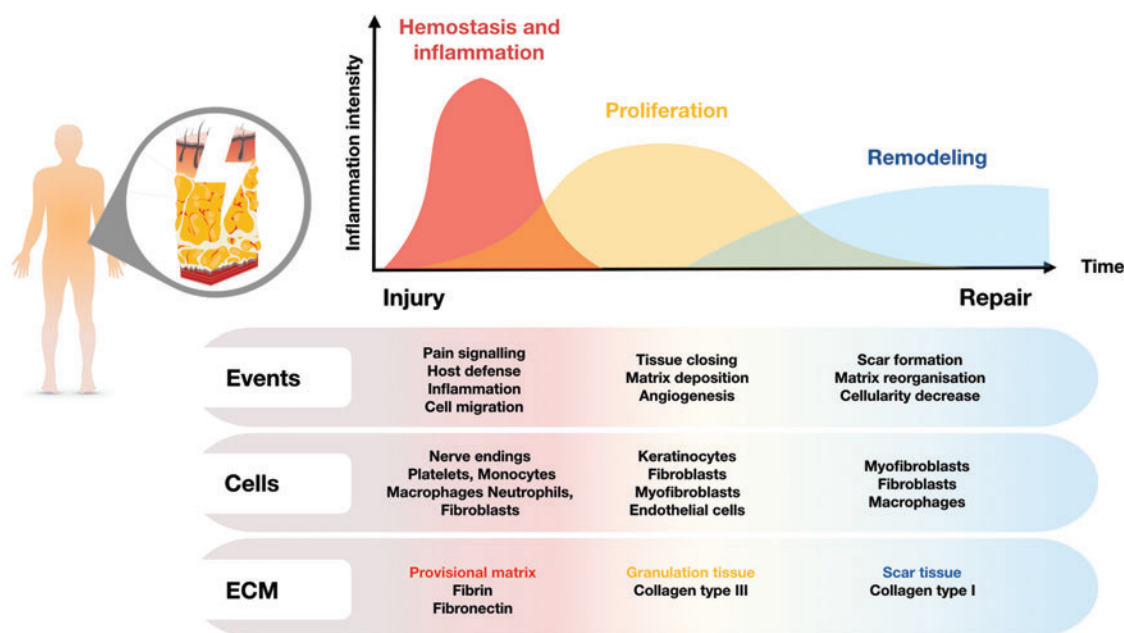 Hemostasis and
inflammation
Inflammation intensity
Proliferation
Remodeling
Time
Injury
Repair
Events
Pain signalling
Host defense
Inflammation
Cell migration
Tissue closing
Matrix deposition
Angiogenesis
Scar formation
Matrix reorganisation
Cellularity decrease
Cells
Nerve endings
Platelets, Monocytes
Macrophages Neutrophils,
Fibroblasts
Keratinocytes
Fibroblasts
Myofibroblasts
Endothelial cells
Myofibroblasts
Fibroblasts
Macrophages
ECM
Provisional matrix
Fibrin
Fibronectin
Granulation tissue
Collagen type III
Scar tissue
Collagen type I